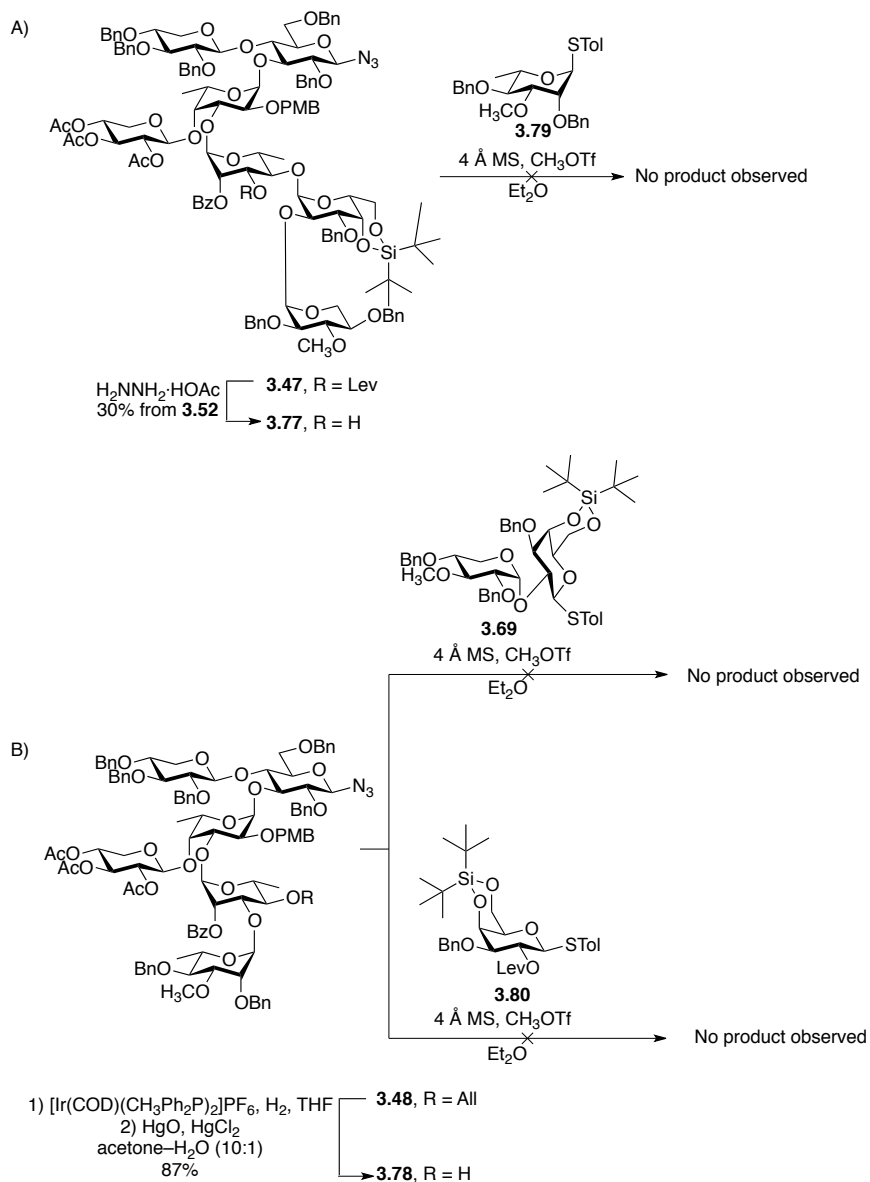 A)
OBn
BnO
O
O
O
BnO
BnO
O
N3
BnO
O
OBn
O
OPMB
AcO
O
AcO
AcO
O
O
O
O
O
O
BzO
RO
O
O
BnO
O
O
Si
O
O
BnO
OBn
CH3O
STol
O
BnO
CH3O
OBn
3.79
4 Å MS, CH3OTf
Et2O
No product observed
H2NNH2·HOAc
30% from 3.52
3.47, R = Lev
3.77, R = H
Si
O
O
BnO
O
BnO
CH3O
O
BnO
O
STol
3.69
4 Å MS, CH3OTf
Et2O
No product observed
B)
OBn
BnO
O
O
O
BnO
BnO
O
N3
BnO
O
OBn
O
OPMB
AcO
O
AcO
AcO
O
O
O
O
OR
BzO
O
O
BnO
H3CO
OBn
Si
O
O
O
BnO
STol
LevO
3.80
4 Å MS, CH3OTf
Et2O
No product observed
1) [Ir(COD)(CH3Ph2P)2]PF6, H2, THF
2) HgO, HgCl2
acetone–H2O (10:1)
87%
3.48, R = All
3.78, R = H